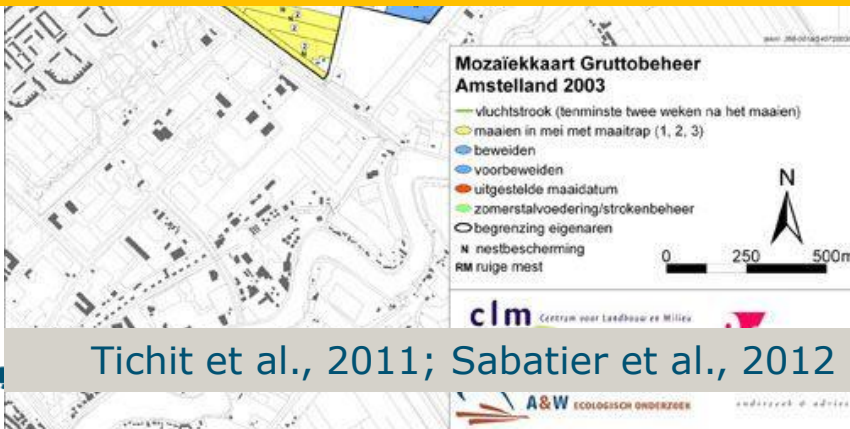 Mozaïekkaart Gruttobeheer
Amstelland 2003
vluchtstrook (tenminste twee weken na het maaien)
maaien in mei met maaitrap (1, 2, 3)
beweiden
voorbeweiden
uitgestelde maaidatum
zomerstalvoedering/strokenbeheer
begrenzing eigenaren
N nestbescherming
RM ruige mest
N
0 250 500m
clm Centrum voor Landbouw en Milieu
Tichit et al., 2011; Sabatier et al., 2012
A&W ECOLOGISCH ONDERZOEK
onderzoek & advies